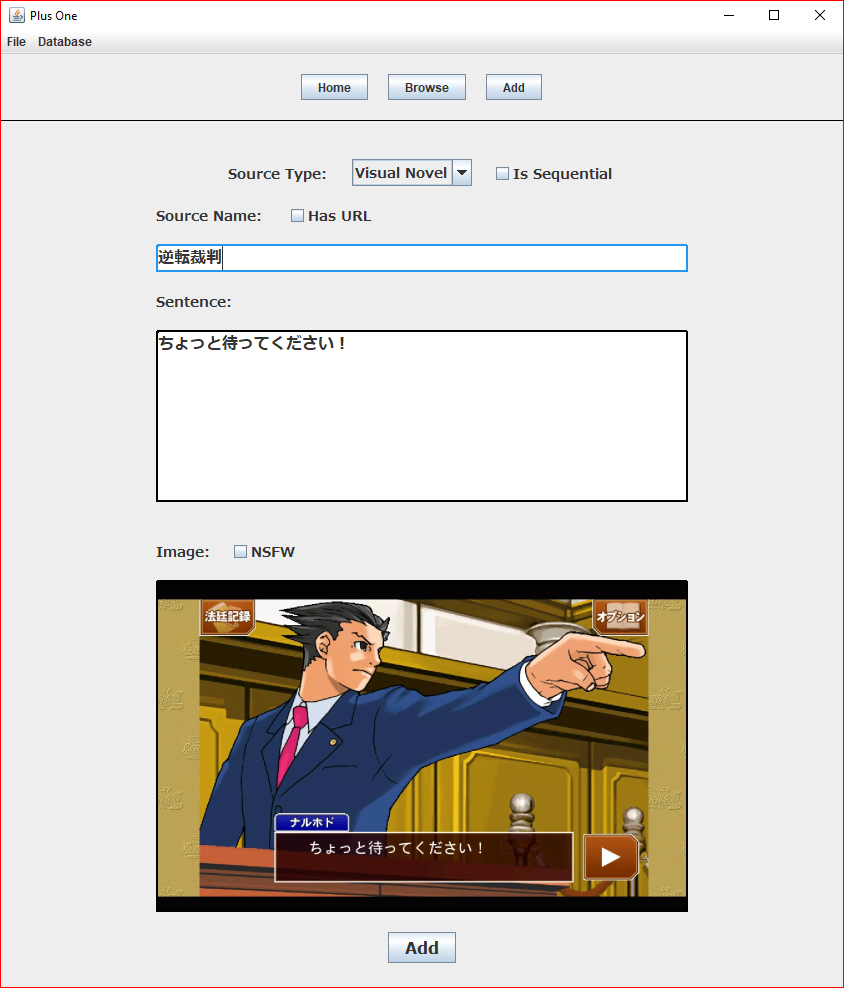 Plus One
File Database
Home Browse Add
Source Type: Visual Novel Is Sequential
Source Name: Has URL
逆転裁判
Sentence:
ちょっと待ってください！
Image: NSFW
法廷記録 オプション
ナルホド
ちょっと待ってください！
Add